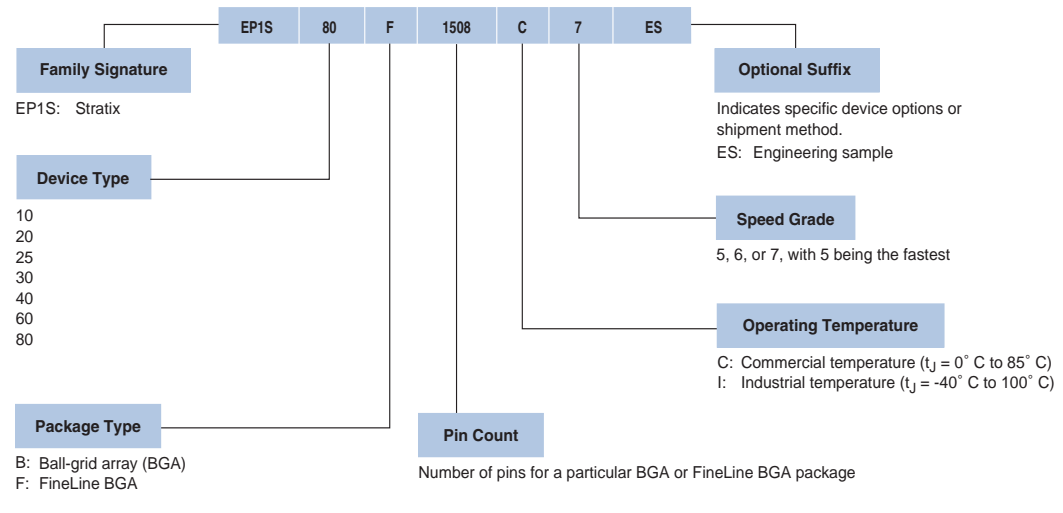 EP1S 80 F 1508 C 7 ES
Family Signature
EP1S: Stratix
Device Type
10
20
25
30
40
60
80
Package Type
B: Ball-grid array (BGA)
F: FineLine BGA
Pin Count
Number of pins for a particular BGA or FineLine BGA package
Optional Suffix
Indicates specific device options or
shipment method.
ES: Engineering sample
Speed Grade
5, 6, or 7, with 5 being the fastest
Operating Temperature
C: Commercial temperature (tJ = 0° C to 85° C)
I: Industrial temperature (tJ = -40° C to 100° C)